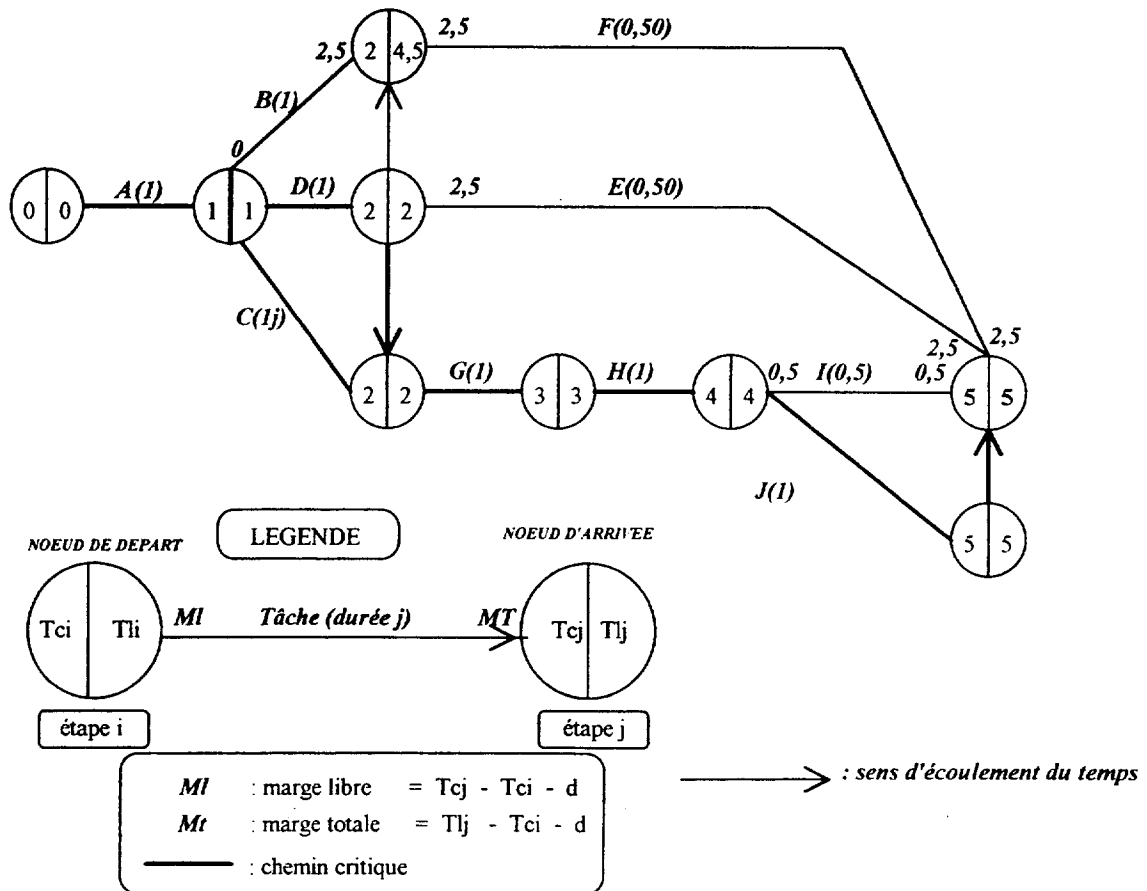 2,5 F(0,50)
2,5 2 4,5
B(1)
0
A(1) D(1) 2,5 E(0,50)
0 0 1 1 2 2
C(1j)
2,5 2,5
G(1) H(1) 0,5 I(0,5) 0,5
2 2 3 3 4 4 5 5
J(1)
5 5
LEGENDE
NOEUD DE DEPART NOEUD D'ARRIVEE
Ml Tâche (durée j) MT
Tci Tli Tcj Tlj
étape i étape j
Ml : marge libre = Tcj - Tci - d
Mt : marge totale = Tlj - Tci - d
: chemin critique
: sens d'écoulement du temps